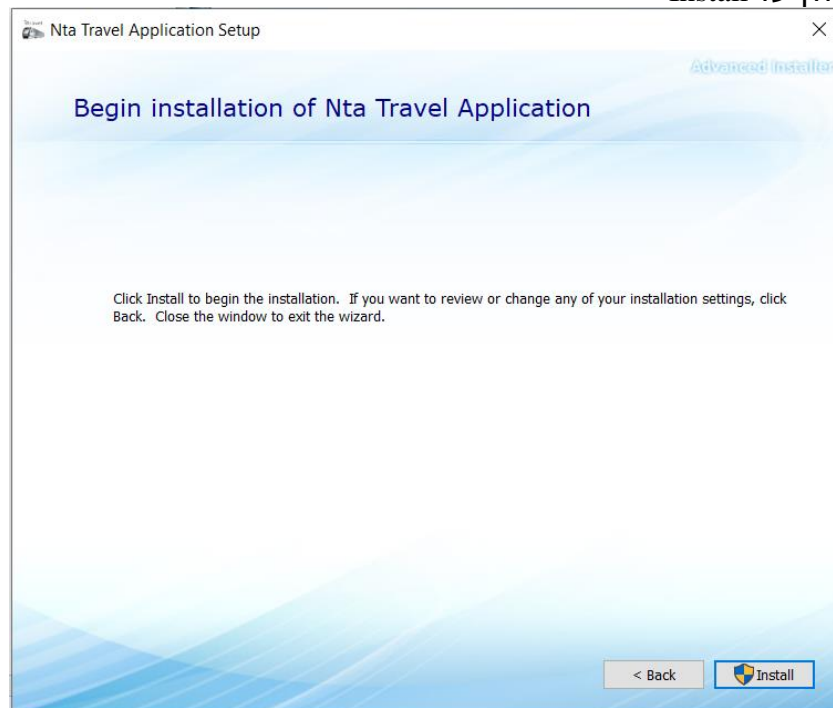 Install
Nta Travel Application Setup
Advanced Installer
Begin installation of Nta Travel Application
Click Install to begin the installation. If you want to review or change any of your installation settings, click
Back. Close the window to exit the wizard.
< Back
Install